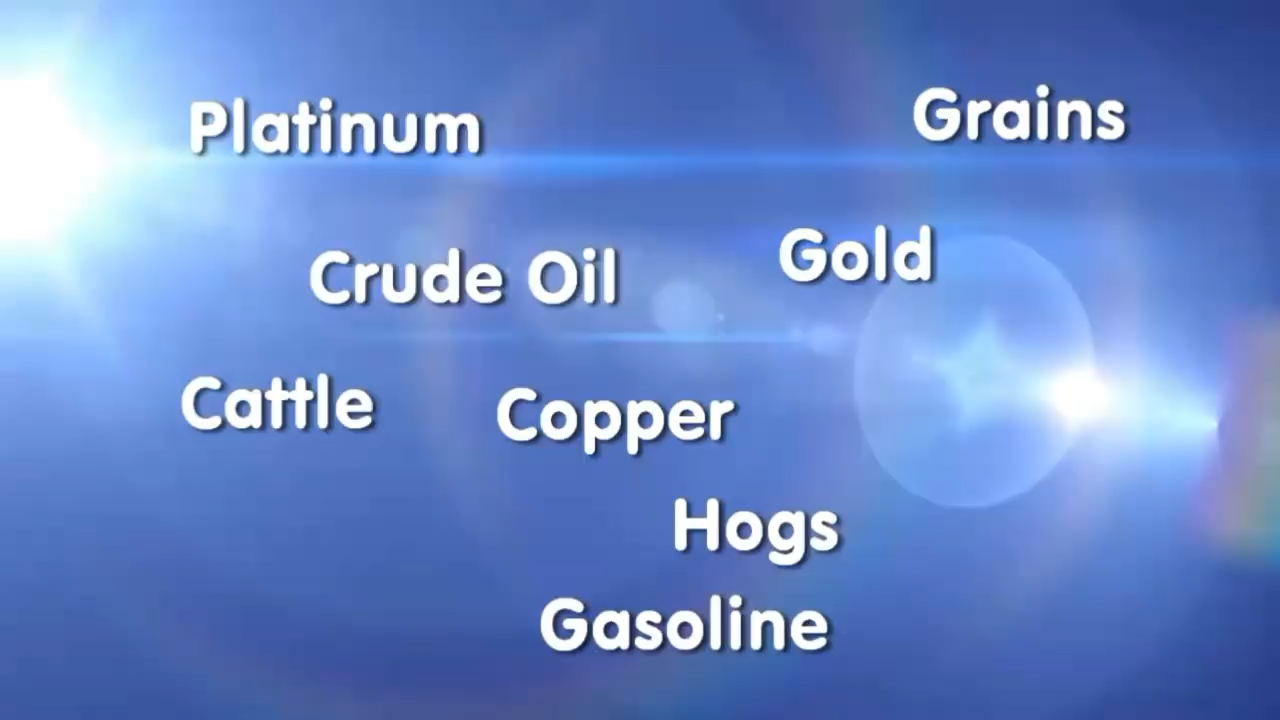 Platinum
Grains
Crude Oil
Gold
Cattle
Copper
Hogs
Gasoline